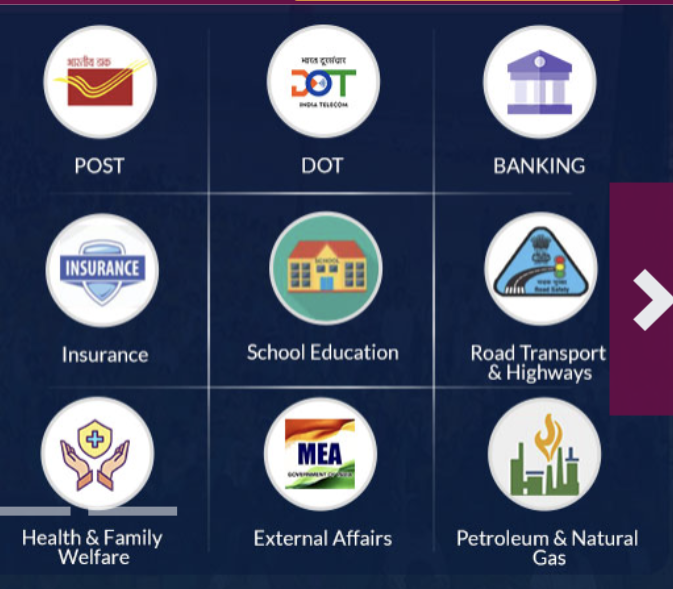 भारतीय डाक
भारत दूरसंचार
DOT
INDIA TELECOM
POST
DOT
BANKING
INSURANCE
SCHOOL
Road Safety
Insurance
School Education
Road Transport
& Highways
MEA
GOVERNMENT OF INDIA
Health & Family
Welfare
External Affairs
Petroleum & Natural
Gas